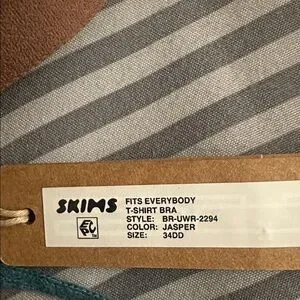 SKIMS
FITS EVERYBODY
T-SHIRT BRA
STYLE: BR-UWR-2294
COLOR: JASPER
SIZE: 34DD